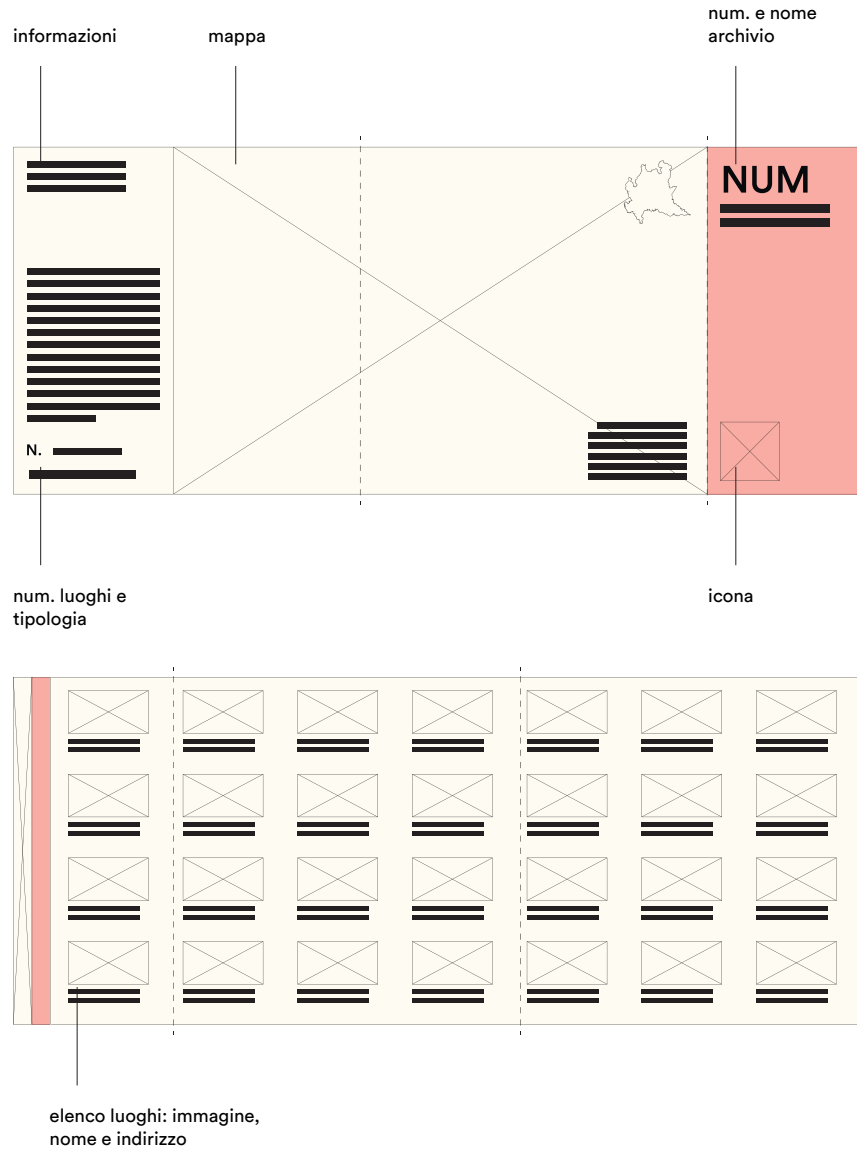 informazioni
mappa
num. e nome
archivio
NUM
N.
num. luoghi e
tipologia
icona
elenco luoghi: immagine,
nome e indirizzo